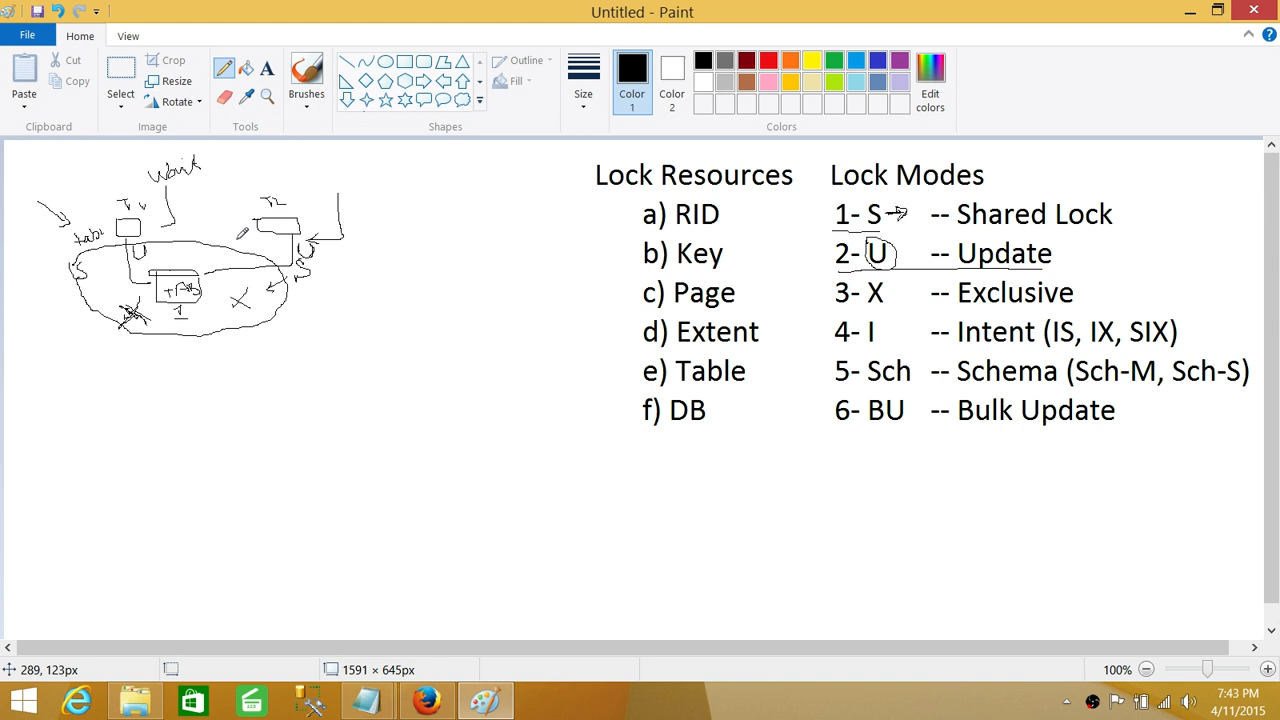 Untitled - Paint
File
Home
View
Paste
Cut
Copy
Clipboard
Select
Crop
Resize
Rotate
Image
A
Tools
Brushes
Outline
Fill
Shapes
Size
Color 1
Color 2
Edit colors
Colors
wait
Lock Resources
a) RID
b) Key
c) Page
d) Extent
e) Table
f) DB
Lock Modes
1- S -- Shared Lock
2- U -- Update
3- X -- Exclusive
4- I -- Intent (IS, IX, SIX)
5- Sch -- Schema (Sch-M, Sch-S)
6- BU -- Bulk Update
T2
U
U
S
S
X
289, 123px
1591 × 645px
100%
7:43 PM
4/11/2015